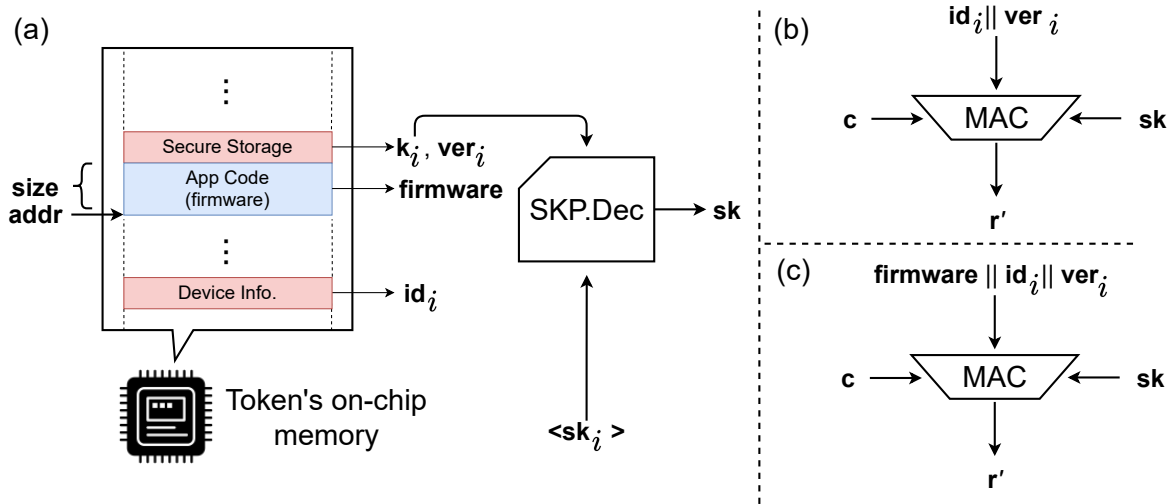 (a)
⋮
Secure Storage
k_i, ver_i
size
App Code
(firmware)
firmware
addr
SKP.Dec
sk
⋮
Device Info.
id_i
Token's on-chip
memory
<sk_i >
(b)
id_i|| ver_i
c
MAC
sk
r′
(c)
firmware || id_i|| ver_i
c
MAC
sk
r′